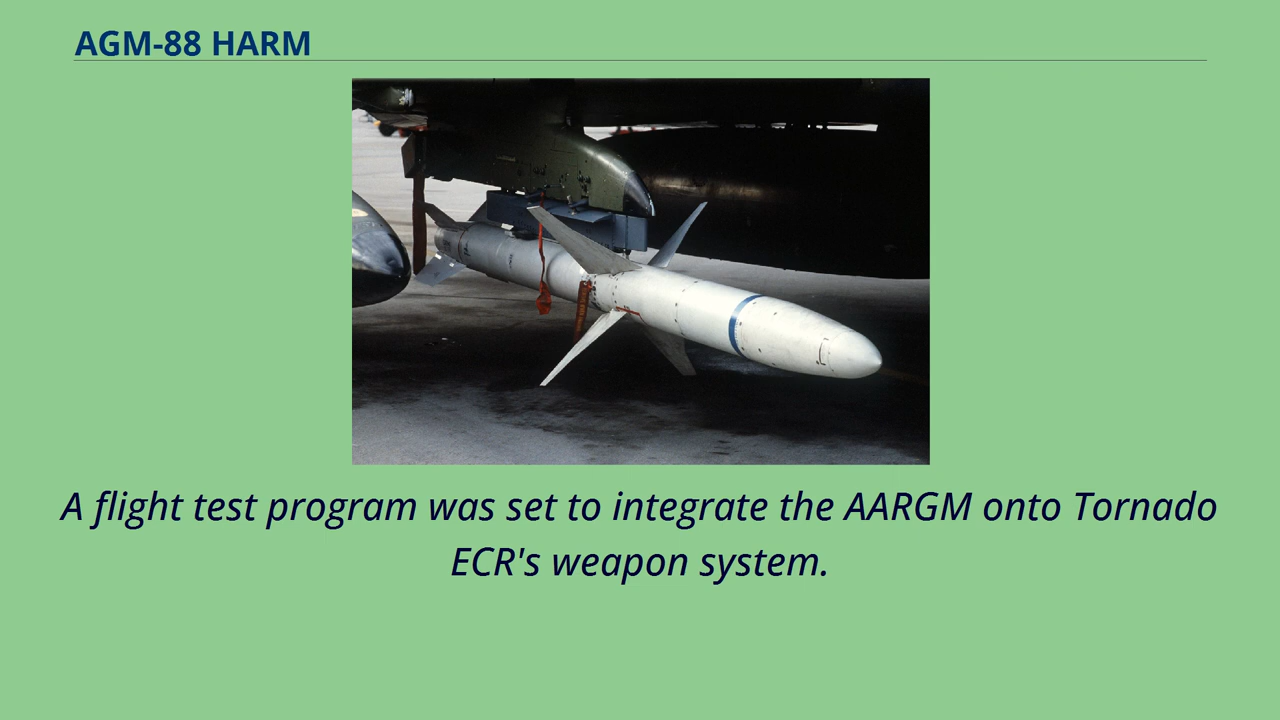 AGM-88 HARM
A flight test program was set to integrate the AARGM onto Tornado
ECR's weapon system.